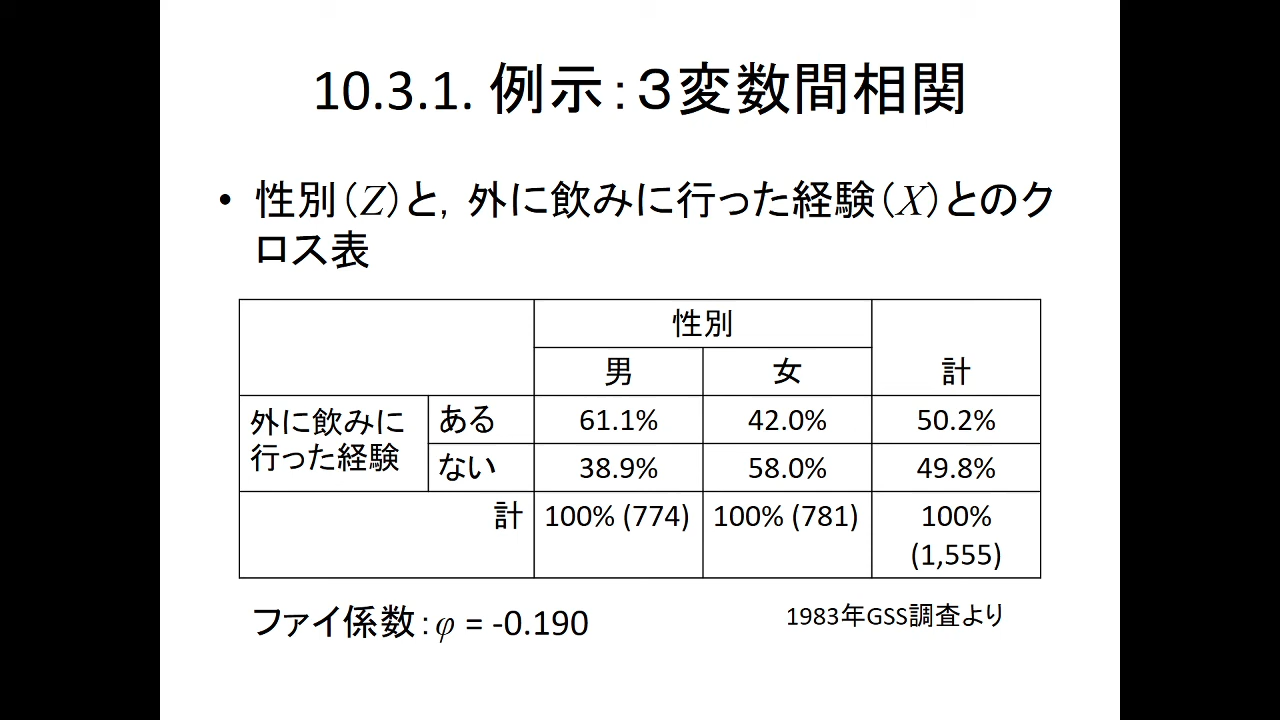 10.3.1. 例示：３変数間相関
• 性別（Z）と，外に飲みに行った経験（X）とのク
ロス表
性別
男 女 計
外に飲みに
行った経験
ある 61.1% 42.0% 50.2%
ない 38.9% 58.0% 49.8%
計 100% (774) 100% (781) 100%
(1,555)
ファイ係数：φ = -0.190
1983年GSS調査より